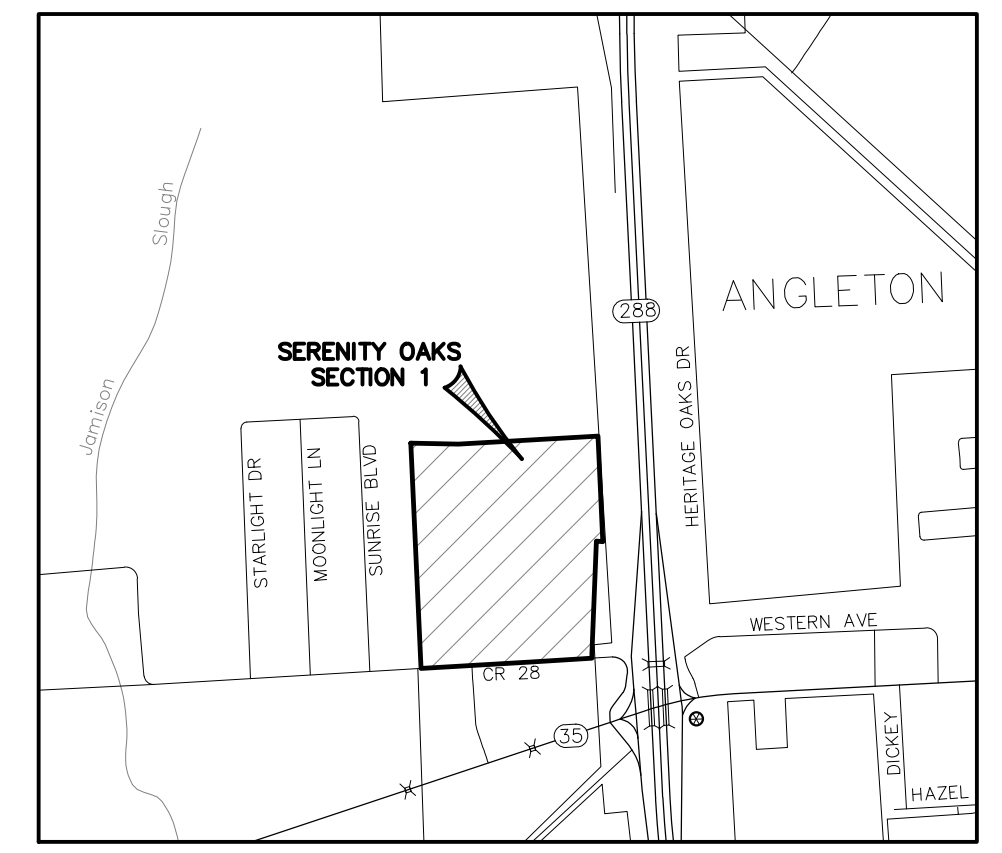 Slough
ANGLETON
288
SERENITY OAKS
SECTION 1
HERITAGE OAKS DR
Jamison
STARLIGHT DR
MOONLIGHT LN
SUNRISE BLVD
WESTERN AVE
CR 28
35
DICKEY
HAZEL